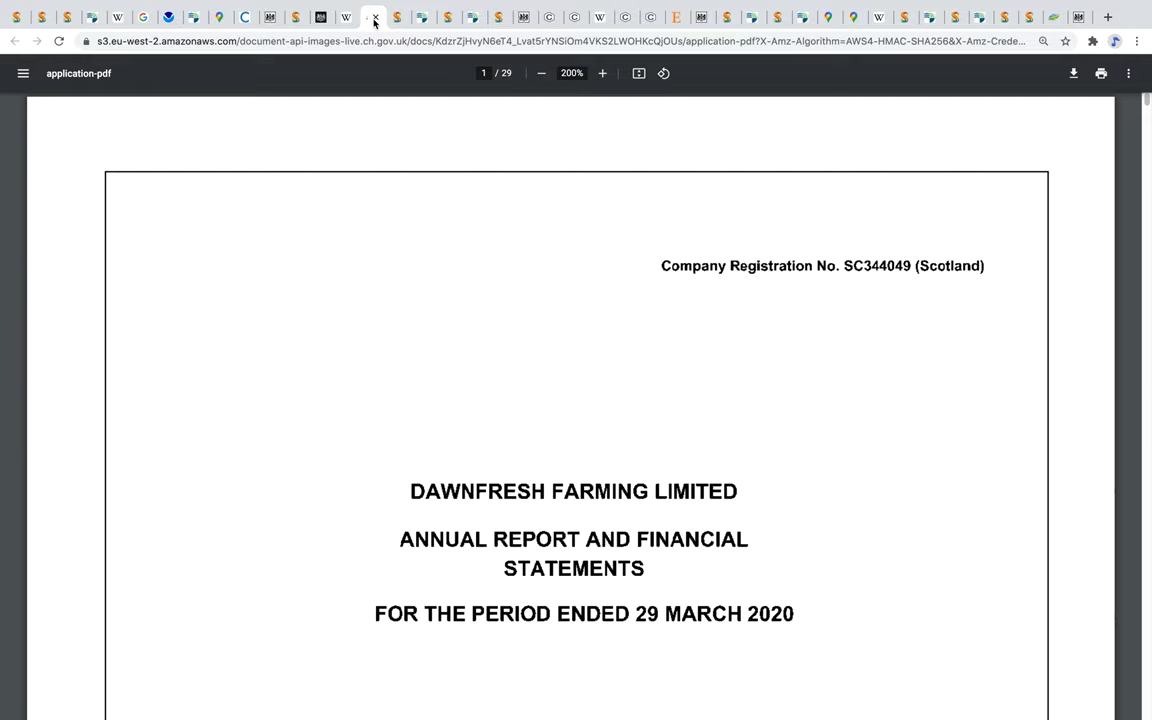 s3.eu-west-2.amazonaws.com/document-api-images-live.ch.gov.uk/docs/KdzrZjHvyN6eT4_Lvat5rYNSiOm4VKS2LWOHKcQjOUs/application-pdf?X-Amz-Algorithm=AWS4-HMAC-SHA256&X-Amz-Crede...
application-pdf
1 / 29
200%
Company Registration No. SC344049 (Scotland)
DAWNFRESH FARMING LIMITED
ANNUAL REPORT AND FINANCIAL
STATEMENTS
FOR THE PERIOD ENDED 29 MARCH 2020